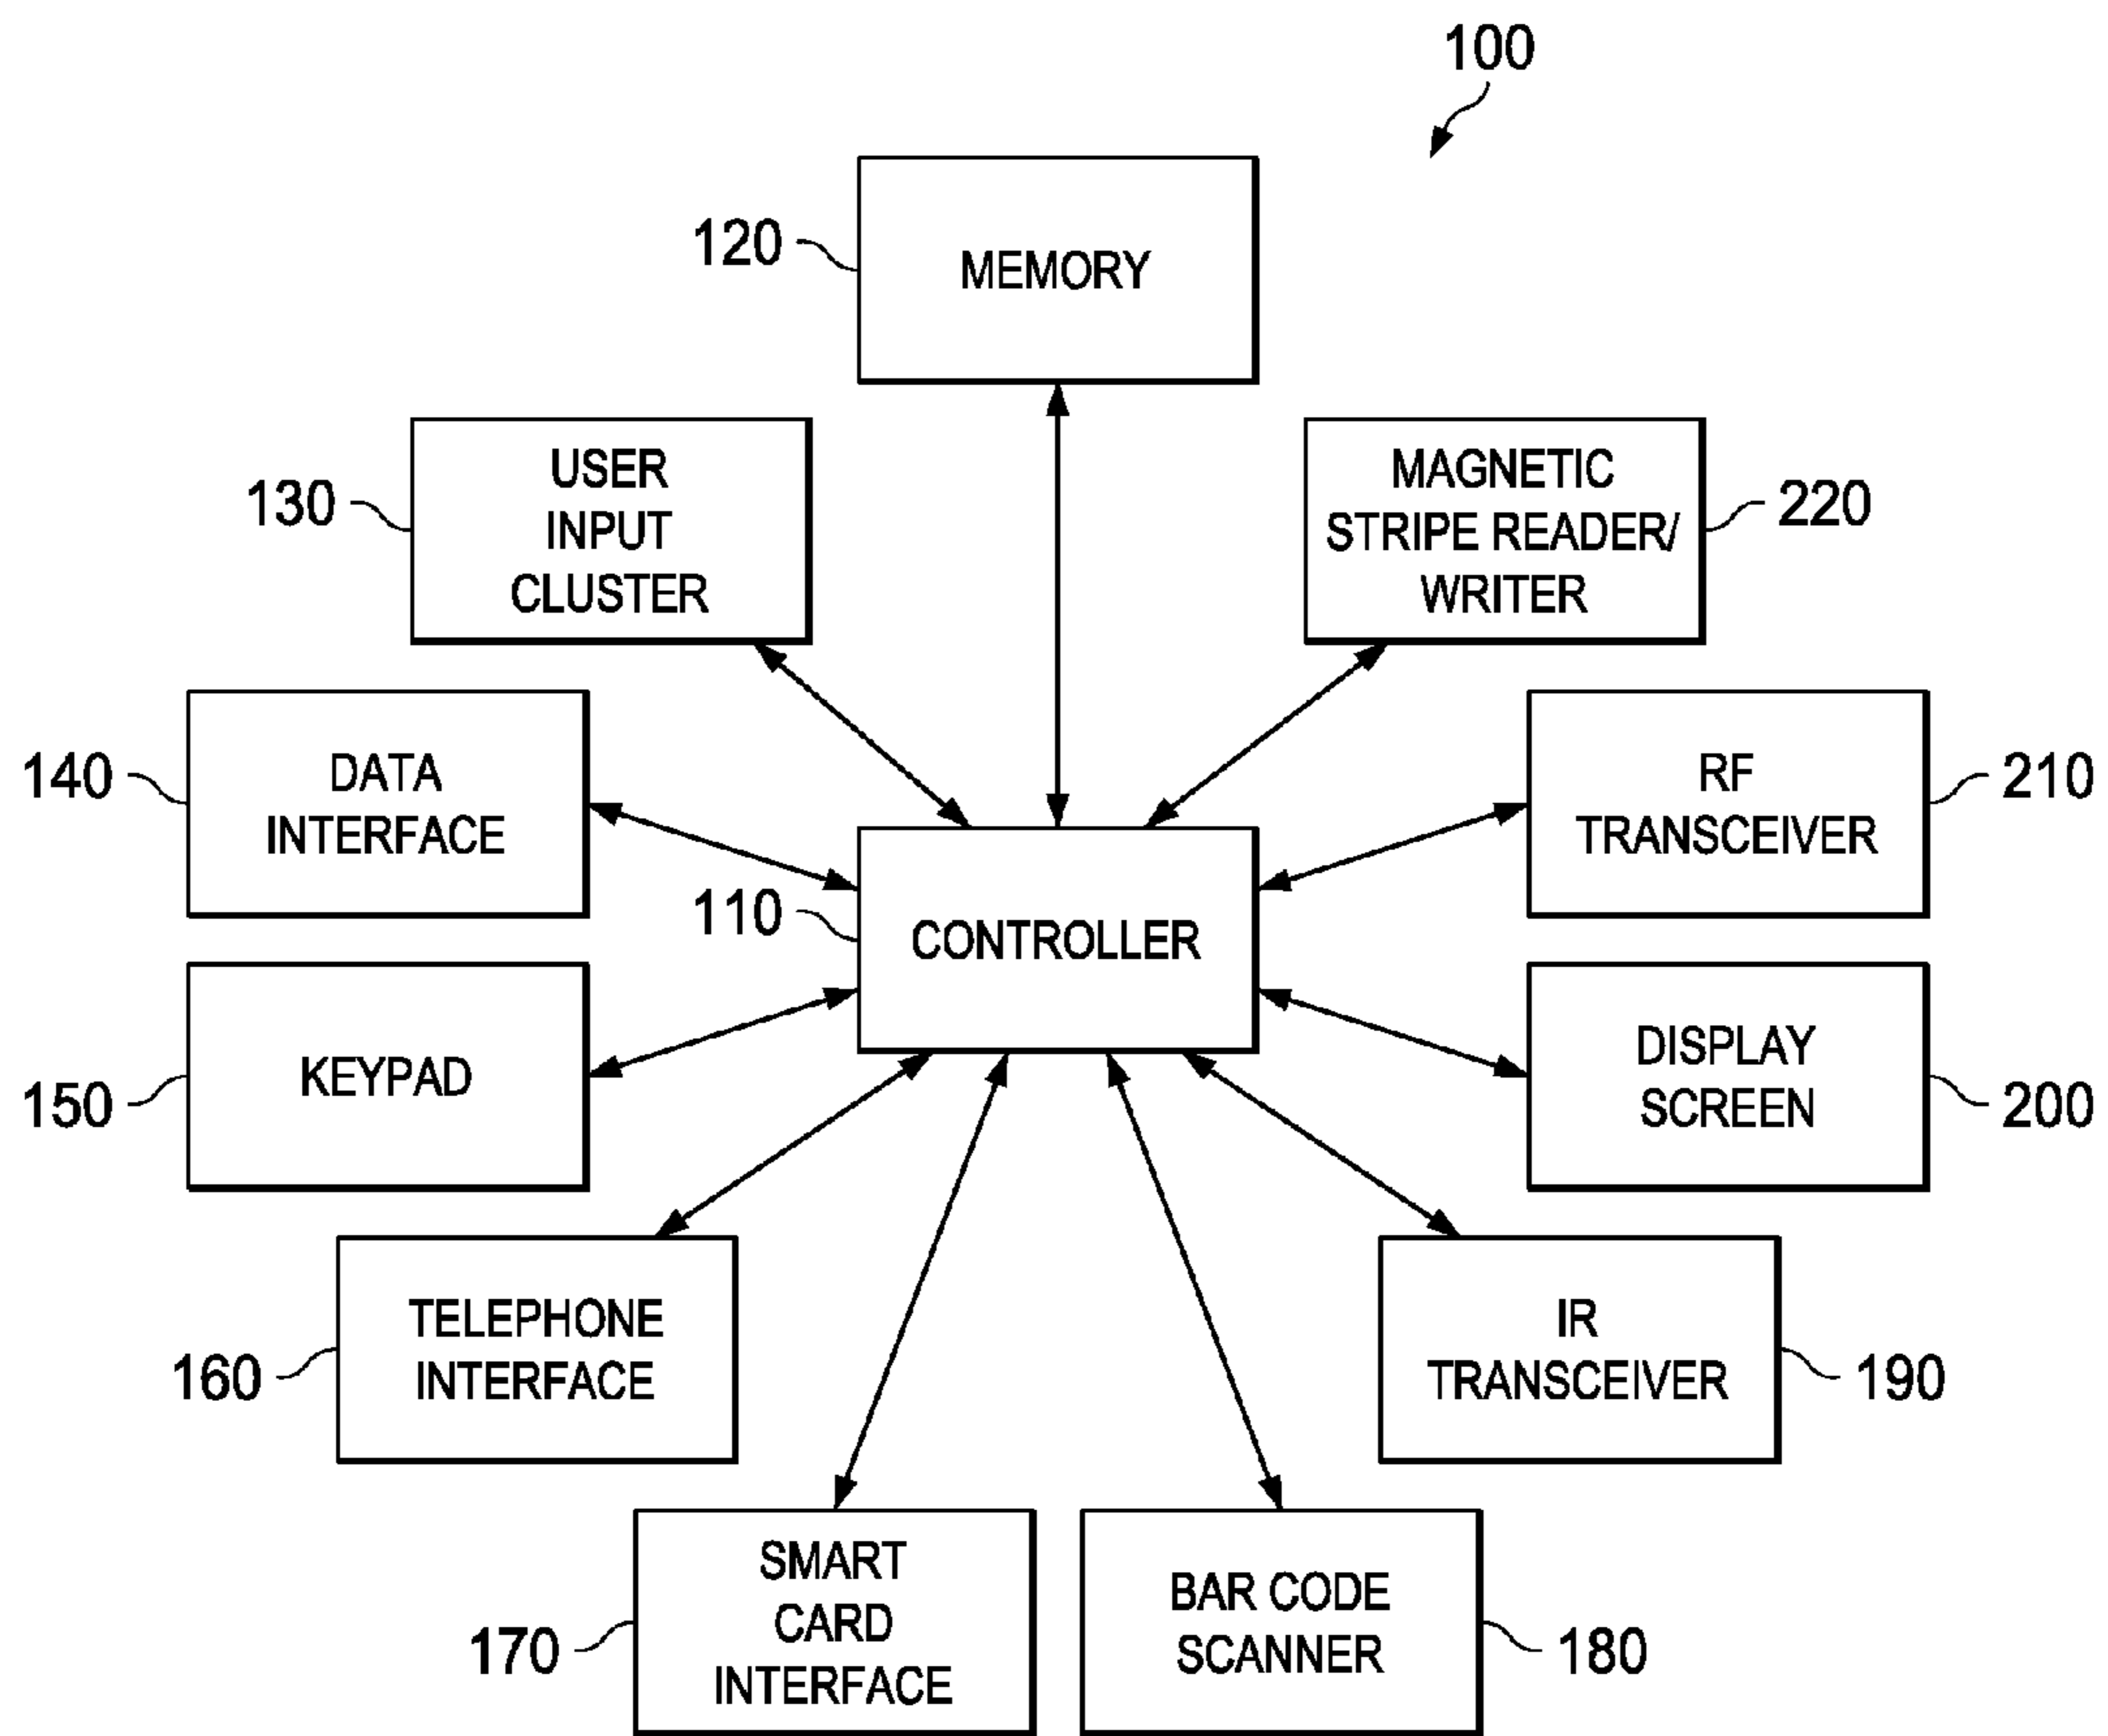 100
120
MEMORY
130
USER
INPUT
CLUSTER
MAGNETIC
STRIPE READER/
WRITER
220
140
DATA
INTERFACE
RF
TRANSCEIVER
210
110
CONTROLLER
150
KEYPAD
DISPLAY
SCREEN
200
160
TELEPHONE
INTERFACE
IR
TRANSCEIVER
190
170
SMART
CARD
INTERFACE
BAR CODE
SCANNER
180